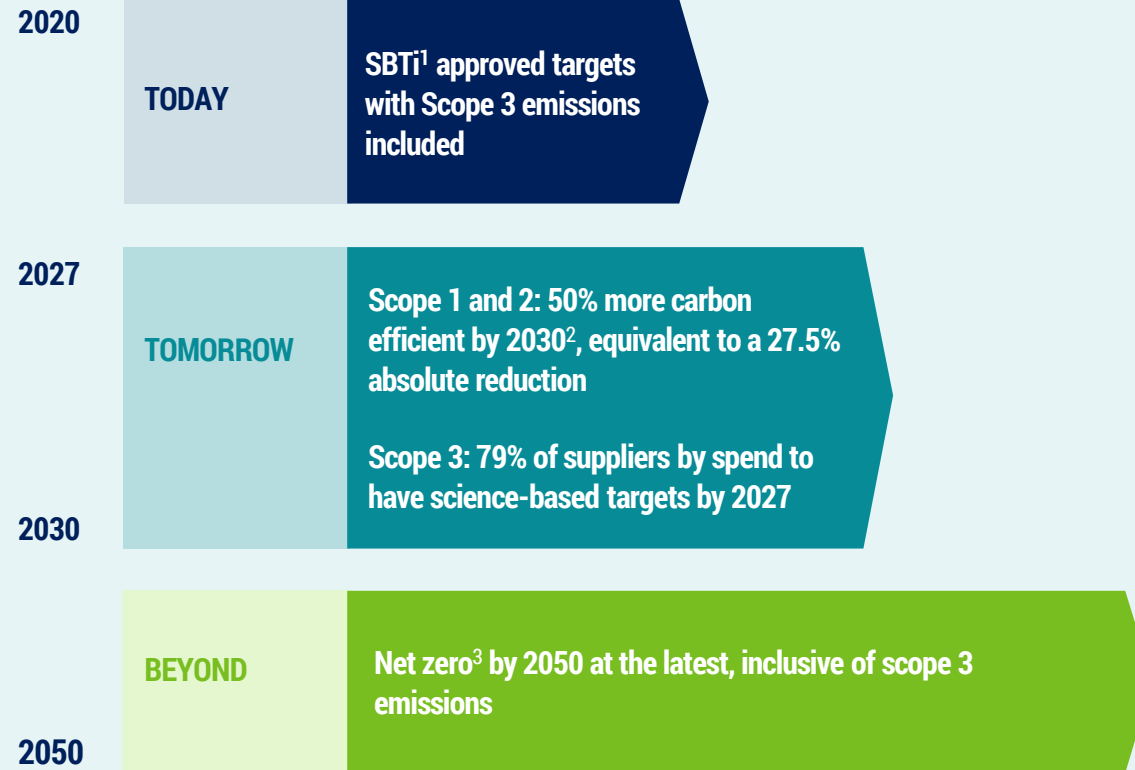 2020
TODAY
SBTi¹ approved targets
with Scope 3 emissions
included
2027
TOMORROW
Scope 1 and 2: 50% more carbon
efficient by 2030², equivalent to a 27.5%
absolute reduction
Scope 3: 79% of suppliers by spend to
have science-based targets by 2027
2030
BEYOND
Net zero³ by 2050 at the latest, inclusive of scope 3
emissions
2050